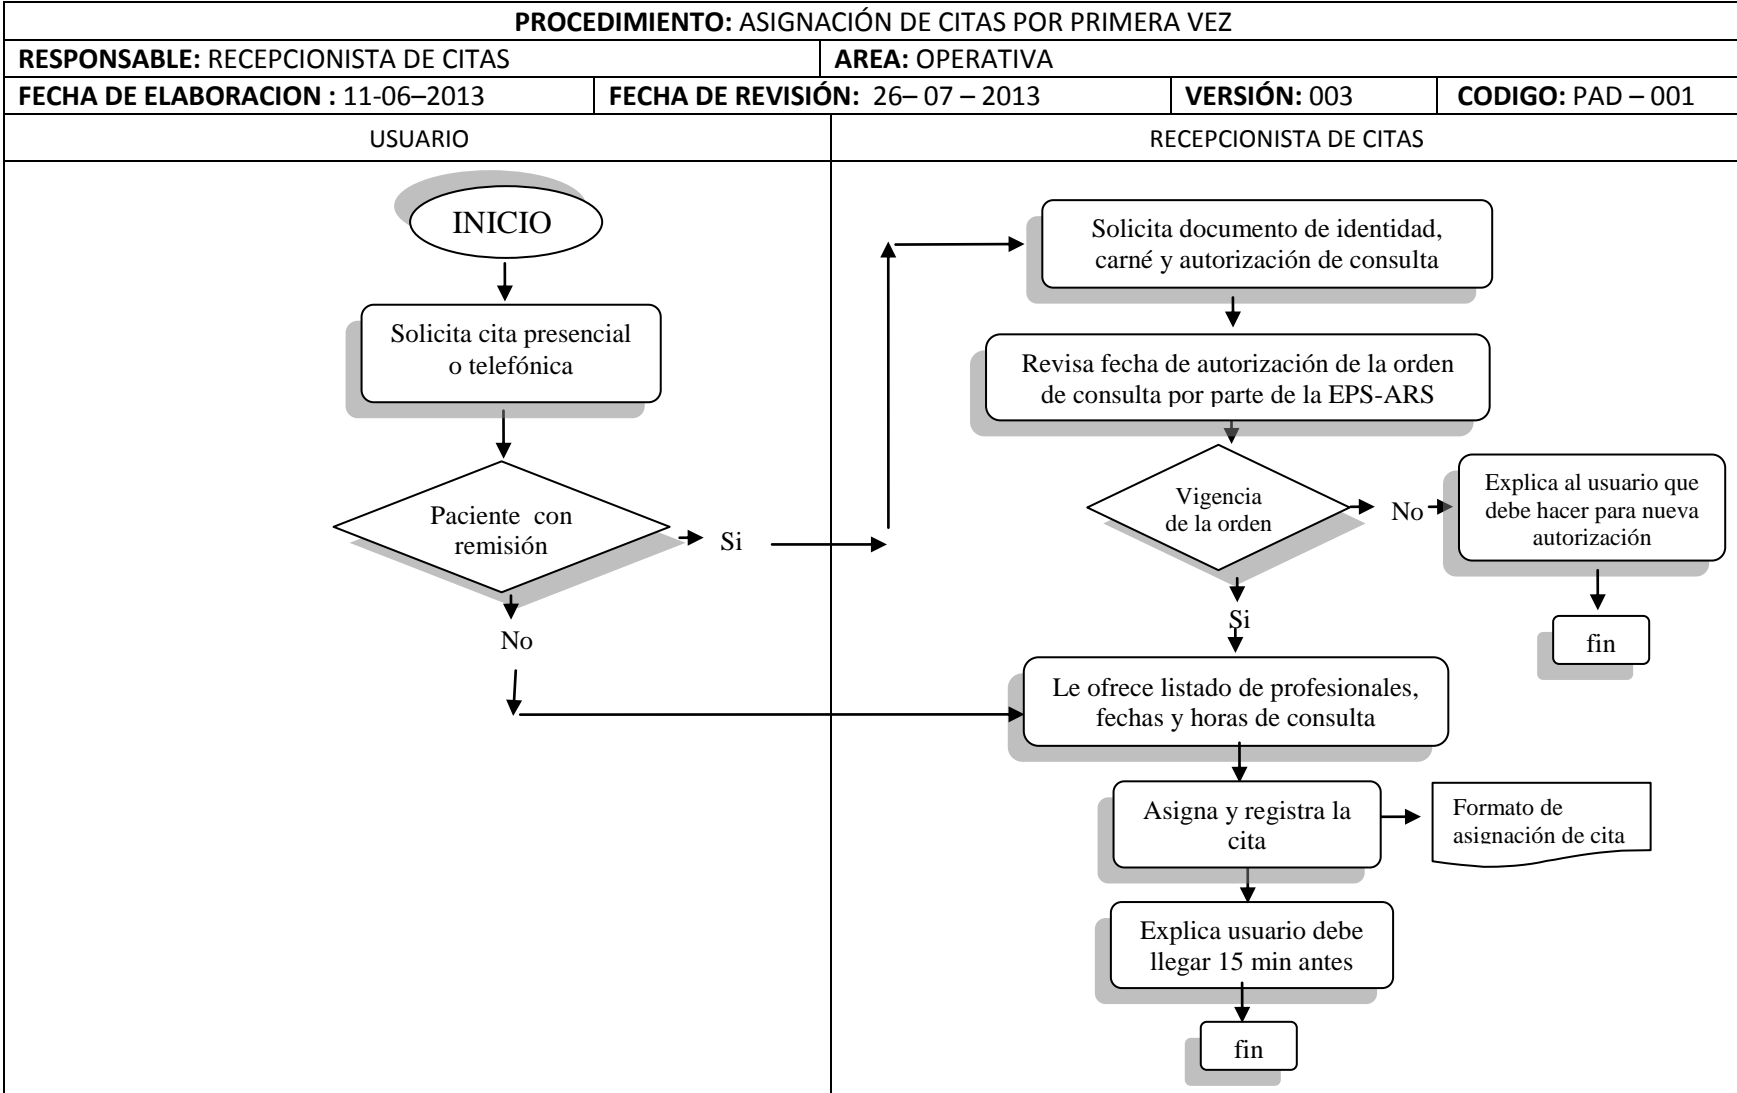 PROCEDIMIENTO: ASIGNACIÓN DE CITAS POR PRIMERA VEZ
RESPONSABLE: RECEPCIONISTA DE CITAS
AREA: OPERATIVA
FECHA DE ELABORACION : 11-06–2013
FECHA DE REVISIÓN: 26– 07 – 2013
VERSIÓN: 003
CODIGO: PAD – 001
USUARIO
RECEPCIONISTA DE CITAS
INICIO
Solicita cita presencial
o telefónica
Paciente con
remisión
Si
No
Solicita documento de identidad,
carné y autorización de consulta
Revisa fecha de autorización de la orden
de consulta por parte de la EPS-ARS
Vigencia
de la orden
No
Explica al usuario que
debe hacer para nueva
autorización
fin
Si
Le ofrece listado de profesionales,
fechas y horas de consulta
Asigna y registra la
cita
Formato de
asignación de cita
Explica usuario debe
llegar 15 min antes
fin